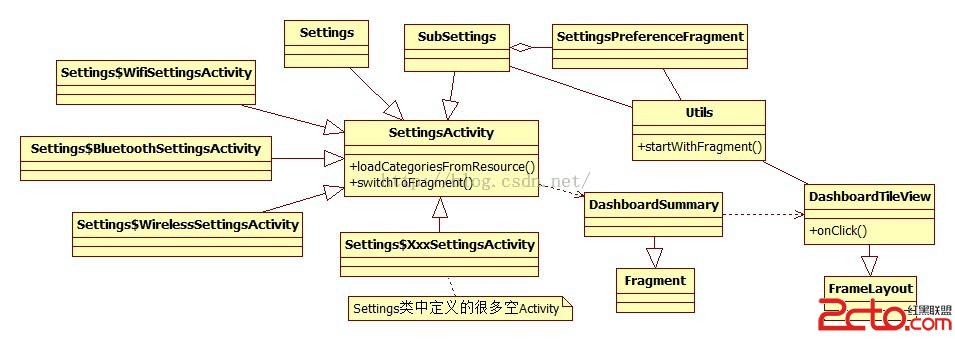 Settings
SubSettings
SettingsPreferenceFragment
Settings$WifiSettingsActivity
Utils
+startWithFragment()
SettingsActivity
+loadCategoriesFromResource()
+switchToFragment()
http://blog.csdn.net/
Settings$BluetoothSettingsActivity
Settings$WirelessSettingsActivity
DashboardSummary
DashboardTileView
+onClick()
Settings$XxxSettingsActivity
Fragment
FrameLayout
Settings类中定义的很多空Activity
2cto.com
红黑联盟